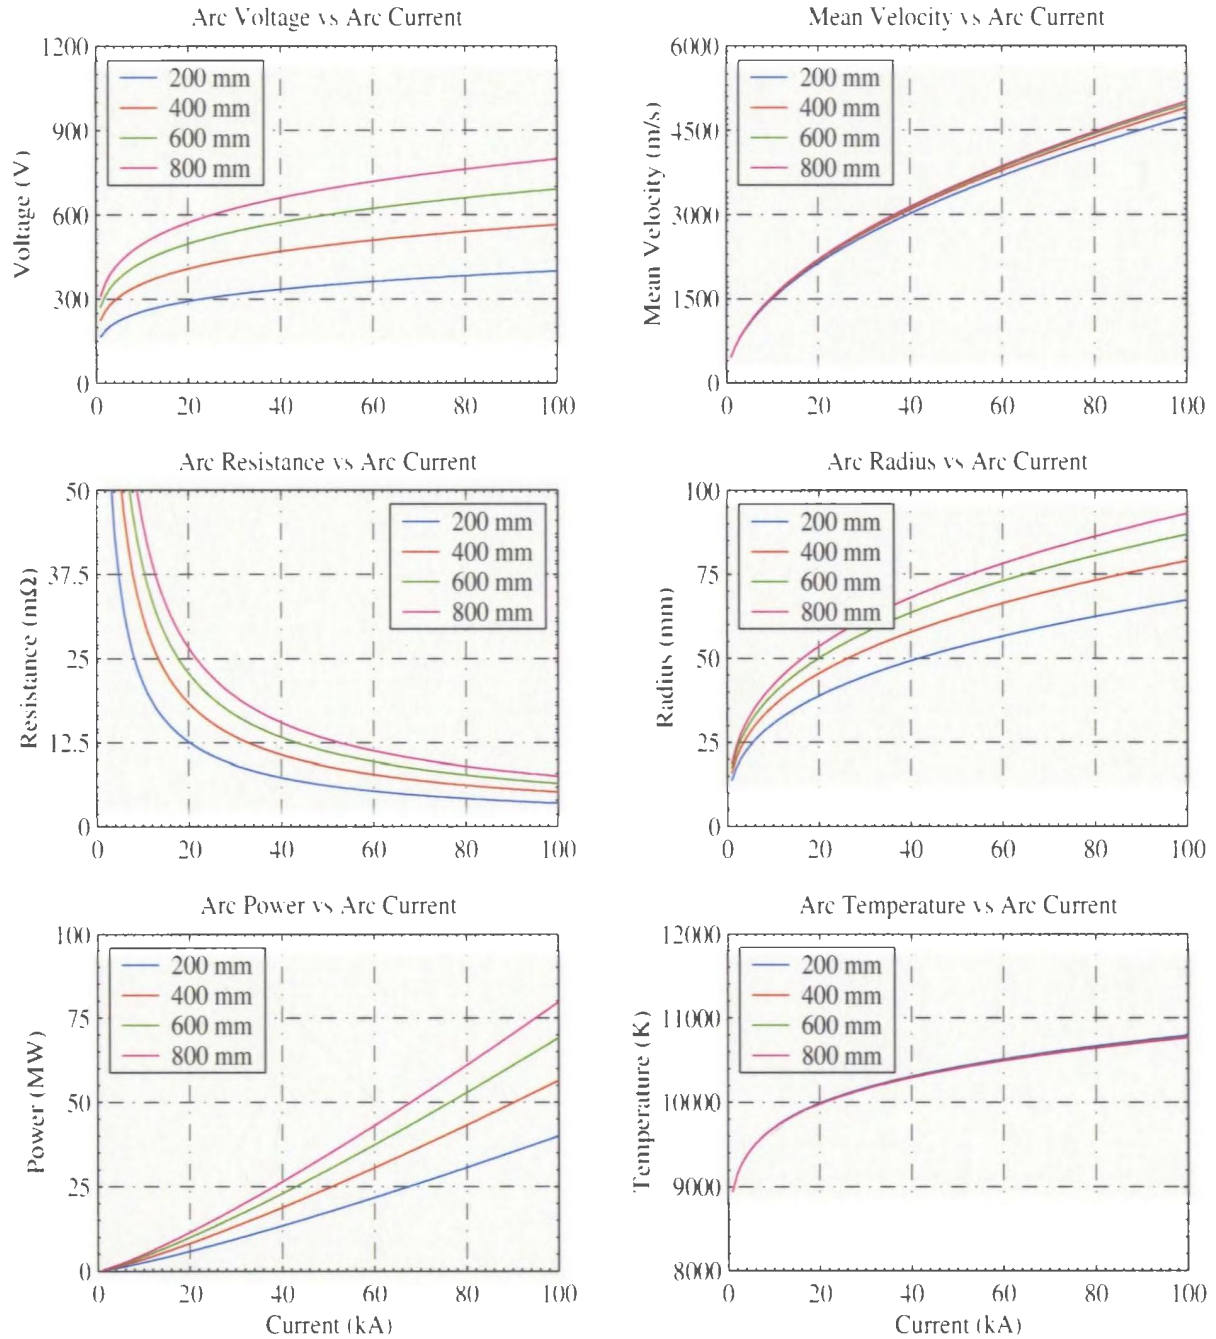 Arc Voltage vs Arc Current
1200
900
600
300
0
Voltage (V)
200 mm
400 mm
600 mm
800 mm
0 20 40 60 80 100
Mean Velocity vs Arc Current
6000
4500
3000
1500
0
Mean Velocity (m/s)
200 mm
400 mm
600 mm
800 mm
0 20 40 60 80 100
Arc Resistance vs Arc Current
50
37.5
25
12.5
0
Resistance (mΩ)
200 mm
400 mm
600 mm
800 mm
0 20 40 60 80 100
Arc Radius vs Arc Current
100
75
50
25
0
Radius (mm)
200 mm
400 mm
600 mm
800 mm
0 20 40 60 80 100
Arc Power vs Arc Current
100
75
50
25
0
Power (MW)
200 mm
400 mm
600 mm
800 mm
0 20 40 60 80 100
Current (kA)
Arc Temperature vs Arc Current
12000
11000
10000
9000
8000
Temperature (K)
200 mm
400 mm
600 mm
800 mm
0 20 40 60 80 100
Current (kA)